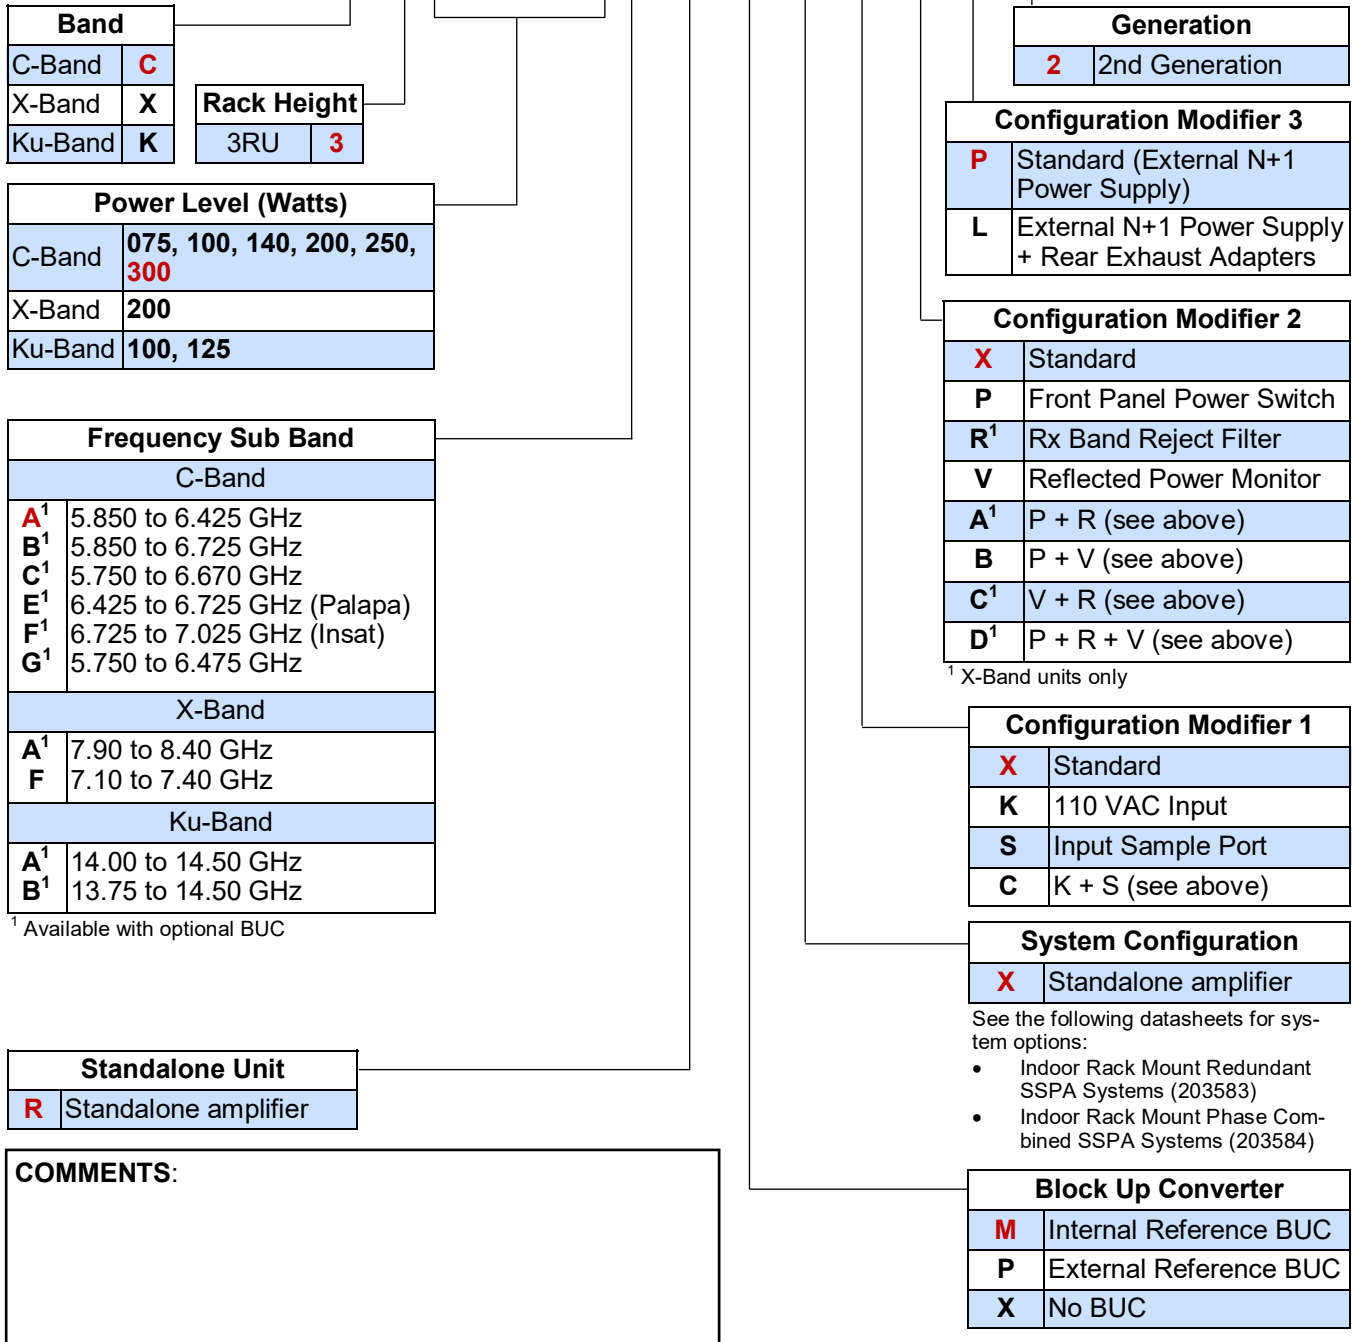 Band
C-Band C
X-Band X
Ku-Band K
Rack Height
3RU 3
Power Level (Watts)
C-Band 075, 100, 140, 200, 250,
300
X-Band 200
Ku-Band 100, 125
Frequency Sub Band
C-Band
A¹ 5.850 to 6.425 GHz
B¹ 5.850 to 6.725 GHz
C¹ 5.750 to 6.670 GHz
E¹ 6.425 to 6.725 GHz (Palapa)
F¹ 6.725 to 7.025 GHz (Insat)
G¹ 5.750 to 6.475 GHz
X-Band
A¹ 7.90 to 8.40 GHz
F 7.10 to 7.40 GHz
Ku-Band
A¹ 14.00 to 14.50 GHz
B¹ 13.75 to 14.50 GHz
¹ Available with optional BUC
Standalone Unit
R Standalone amplifier
COMMENTS:
Generation
2 2nd Generation
Configuration Modifier 3
P Standard (External N+1
Power Supply)
L External N+1 Power Supply
+ Rear Exhaust Adapters
Configuration Modifier 2
X Standard
P Front Panel Power Switch
R¹ Rx Band Reject Filter
V Reflected Power Monitor
A¹ P + R (see above)
B P + V (see above)
C¹ V + R (see above)
D¹ P + R + V (see above)
¹ X-Band units only
Configuration Modifier 1
X Standard
K 110 VAC Input
S Input Sample Port
C K + S (see above)
System Configuration
X Standalone amplifier
See the following datasheets for sys-
tem options:
• Indoor Rack Mount Redundant
SSPA Systems (203583)
• Indoor Rack Mount Phase Com-
bined SSPA Systems (203584)
Block Up Converter
M Internal Reference BUC
P External Reference BUC
X No BUC